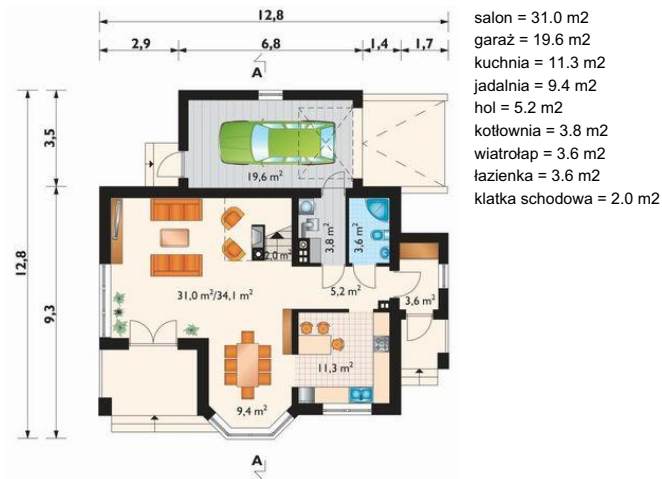 12,8
2,9
6,8
1,4
1,7
A
12,8
3,5
9,3
19,6 m²
3,8 m²
3,6 m²
2,0 m²
31,0 m²/34,1 m²
5,2 m²
3,6 m²
11,3 m²
9,4 m²
A
salon = 31.0 m2
garaż = 19.6 m2
kuchnia = 11.3 m2
jadalnia = 9.4 m2
hol = 5.2 m2
kotłownia = 3.8 m2
wiatrołap = 3.6 m2
łazienka = 3.6 m2
klatka schodowa = 2.0 m2